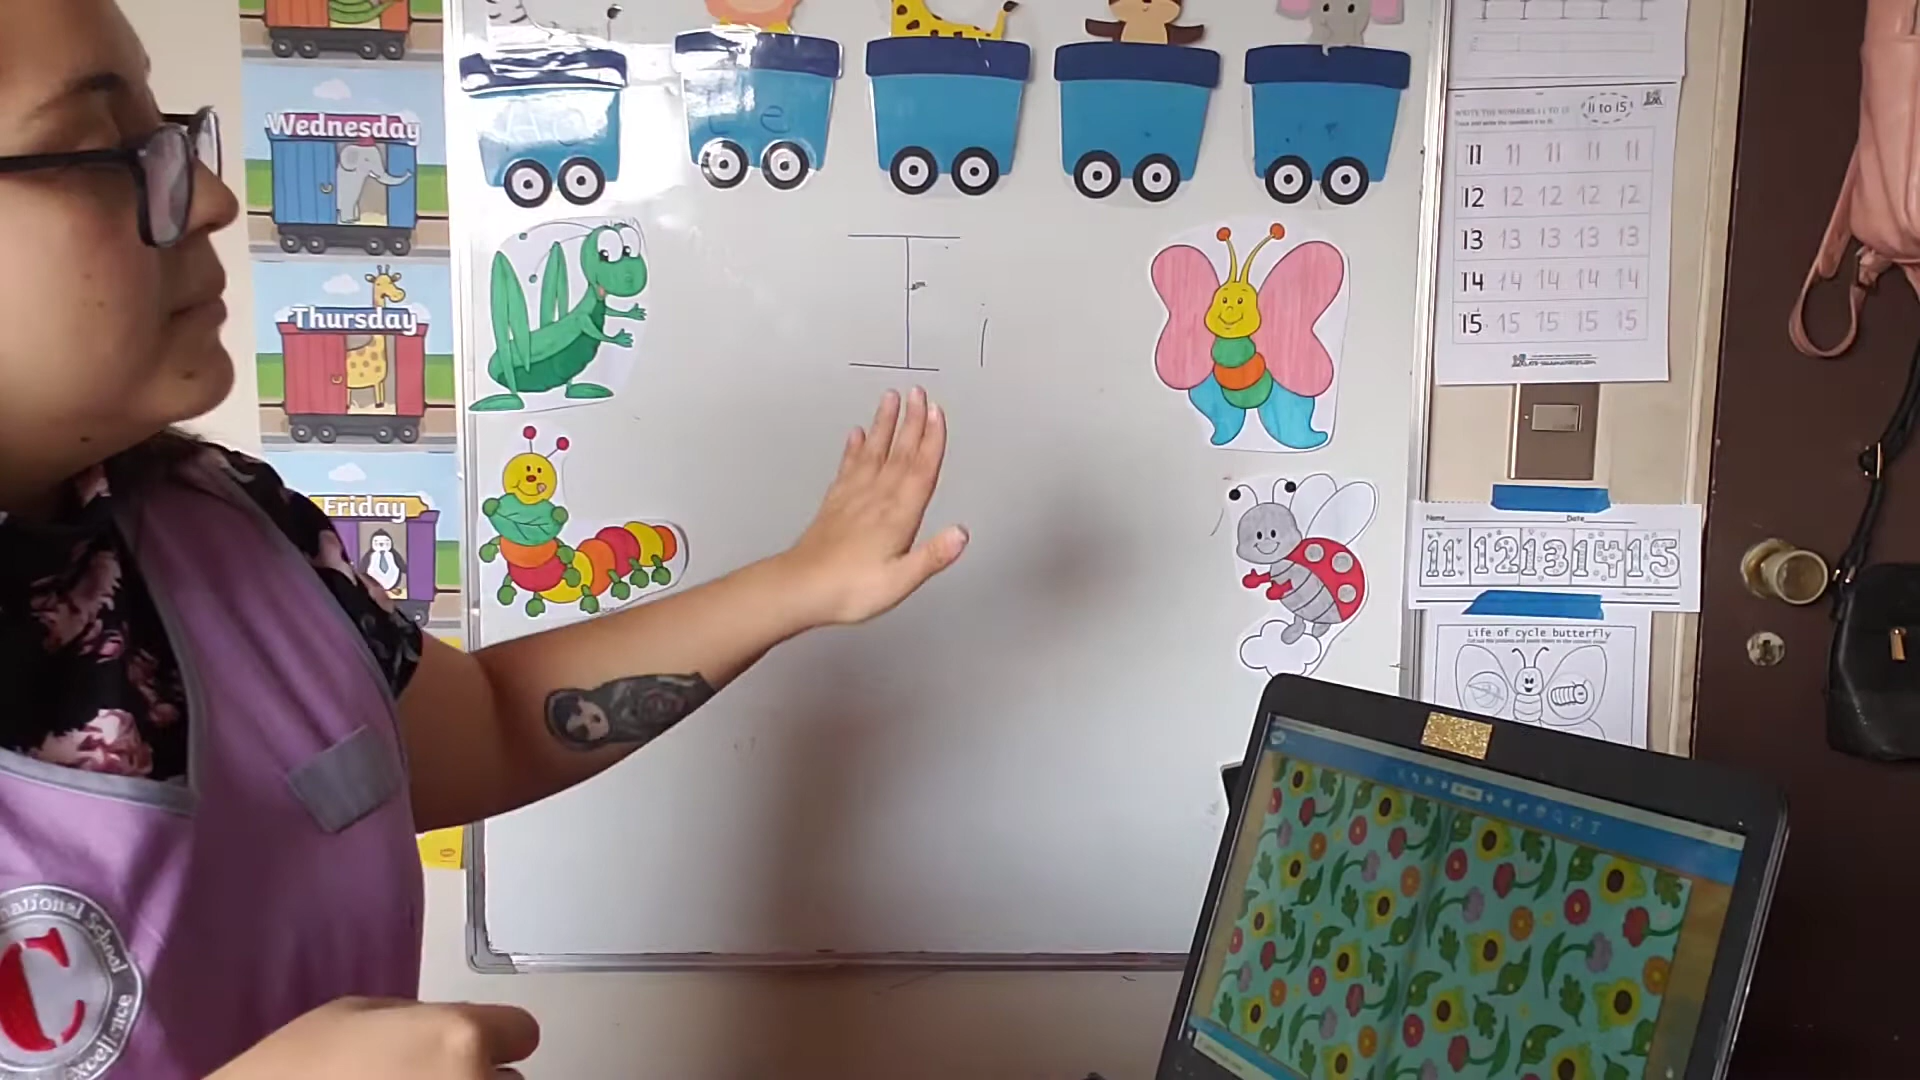 Wednesday
Thursday
Friday
A a
e e
I i
WRITE THE NUMBERS 11 TO 15
11 to 15
11 11 11 11 11
12 12 12 12 12
13 13 13 13 13
14 14 14 14 14
15 15 15 15 15
Name Date
11 12 13 14 15
Life of cycle butterfly
national School
C
Excellence